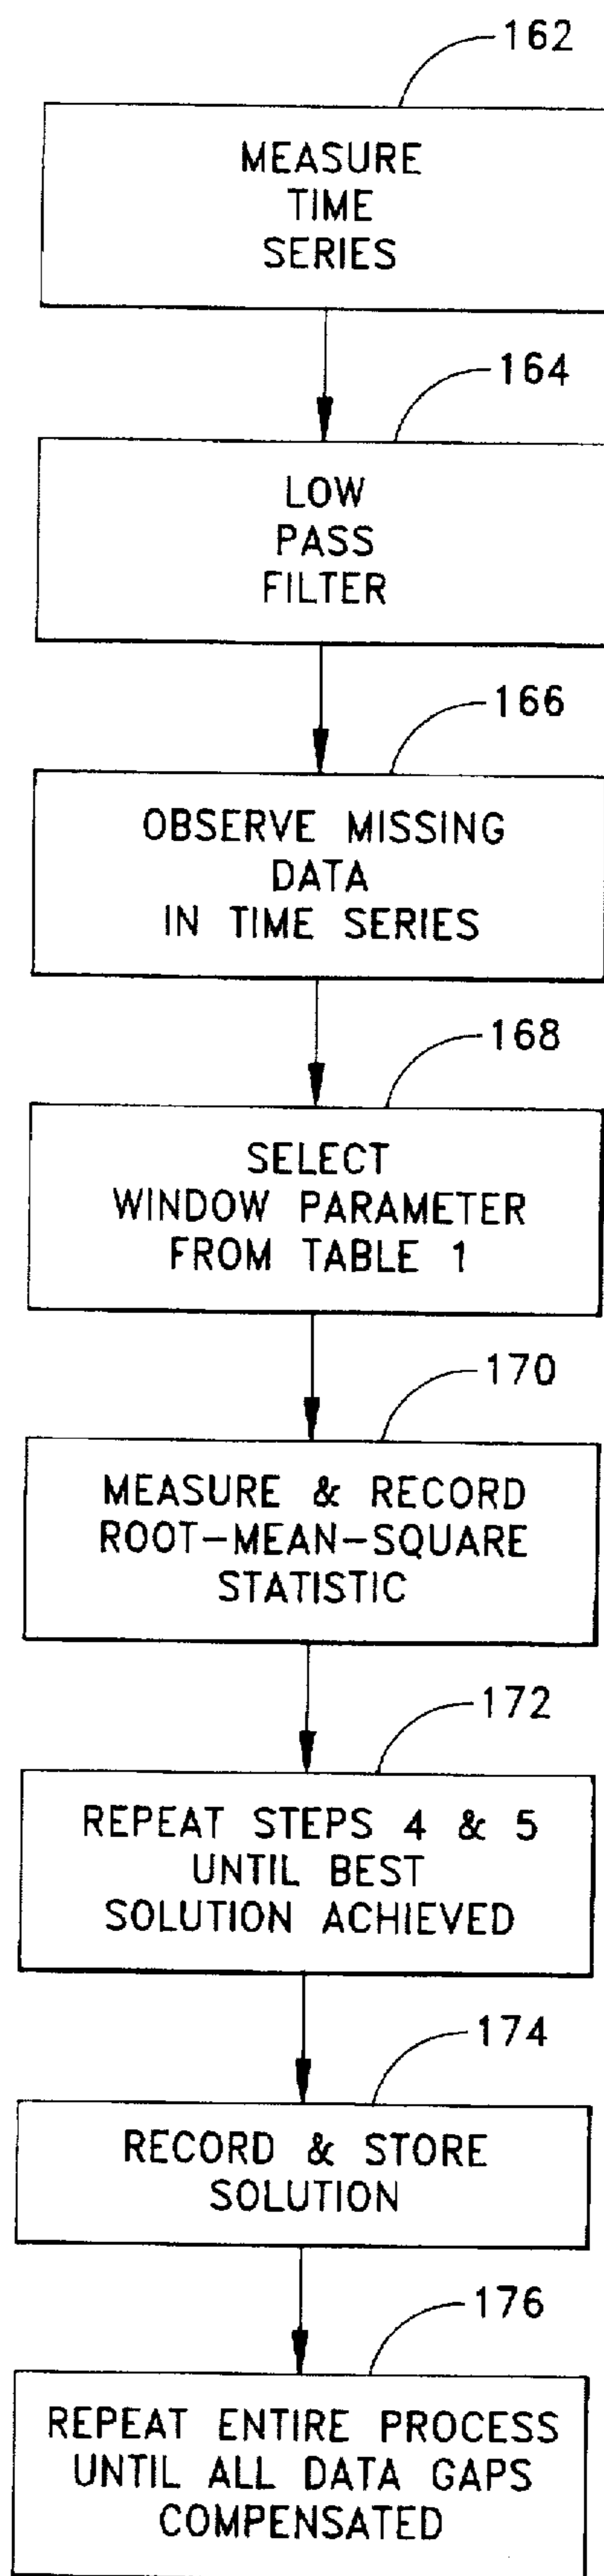 162
MEASURE
TIME
SERIES
164
LOW
PASS
FILTER
166
OBSERVE MISSING
DATA
IN TIME SERIES
168
SELECT
WINDOW PARAMETER
FROM TABLE 1
170
MEASURE & RECORD
ROOT-MEAN-SQUARE
STATISTIC
172
REPEAT STEPS 4 & 5
UNTIL BEST
SOLUTION ACHIEVED
174
RECORD & STORE
SOLUTION
176
REPEAT ENTIRE PROCESS
UNTIL ALL DATA GAPS
COMPENSATED